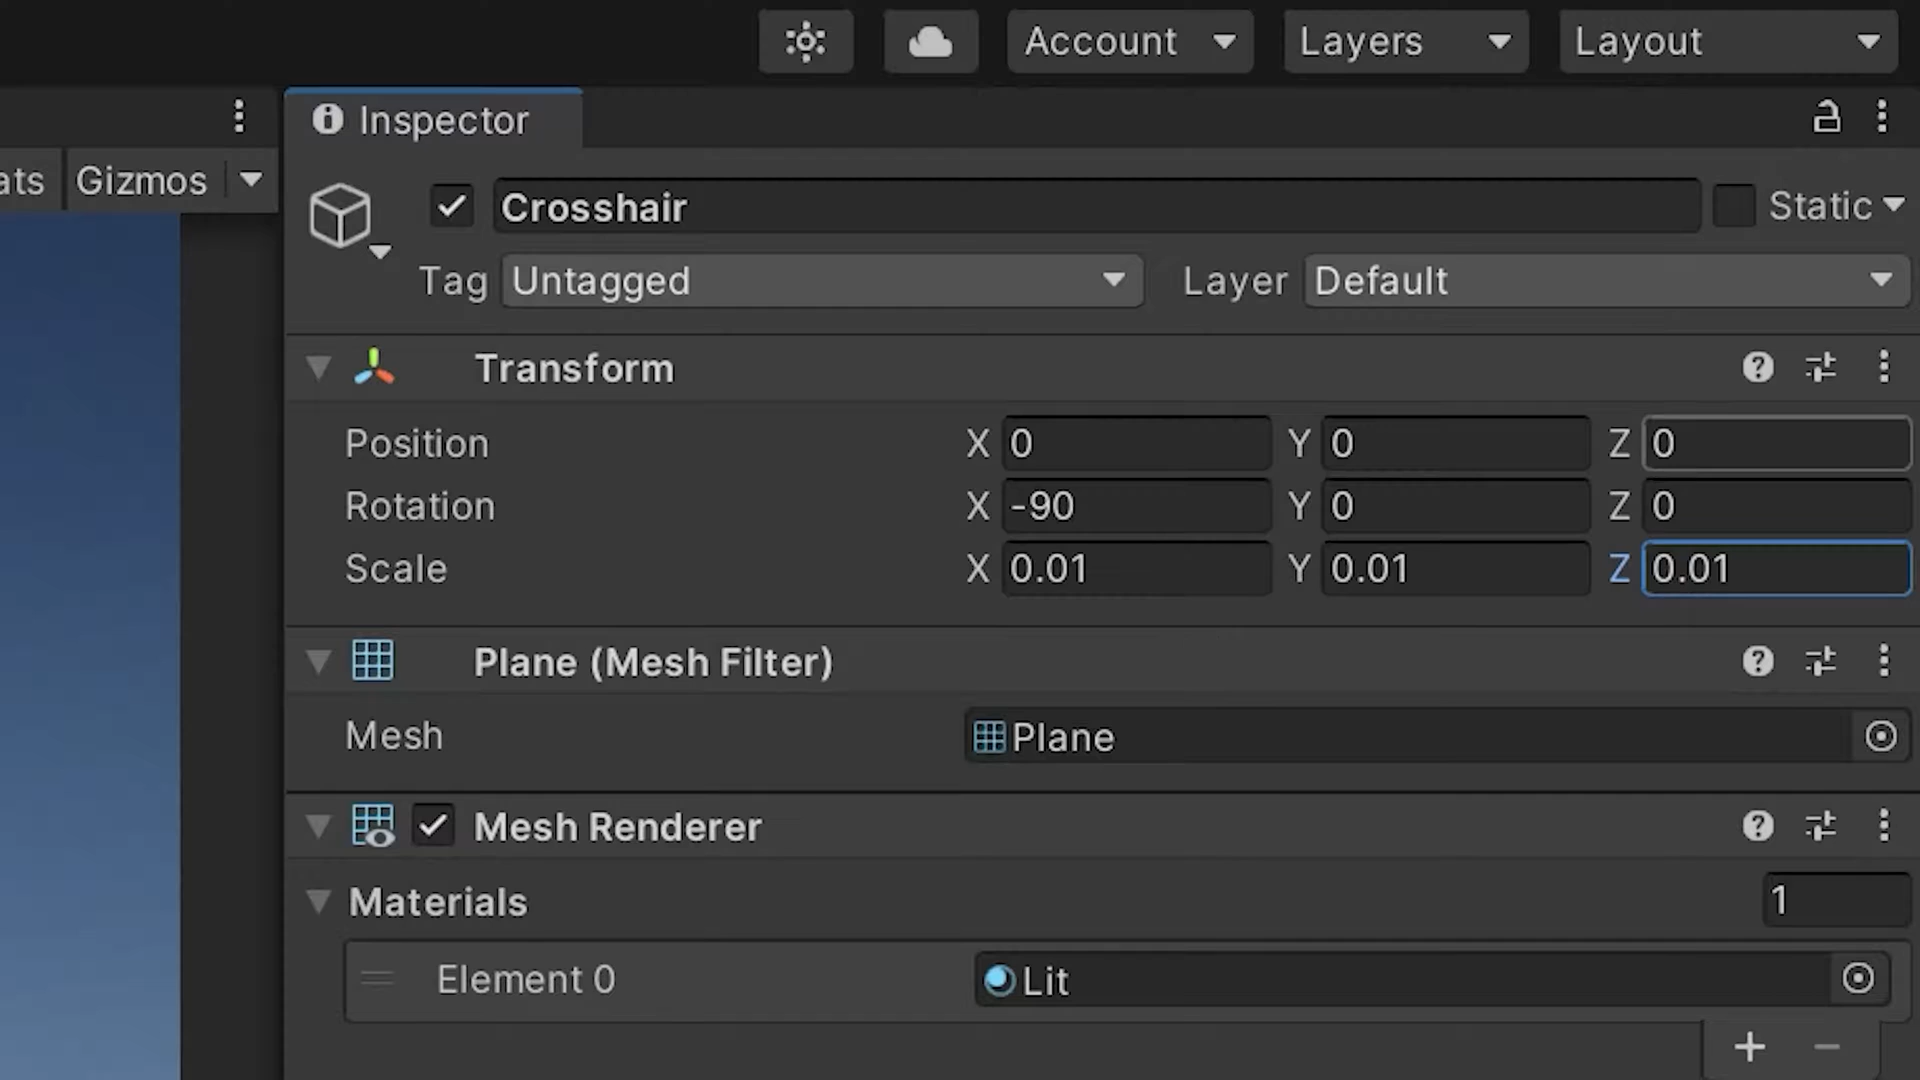 Account Layers Layout
Inspector
ats Gizmos
Crosshair Static
Tag Untagged Layer Default
Transform
Position X 0 Y 0 Z 0
Rotation X -90 Y 0 Z 0
Scale X 0.01 Y 0.01 Z 0.01
Plane (Mesh Filter)
Mesh Plane
Mesh Renderer
Materials 1
Element 0 Lit